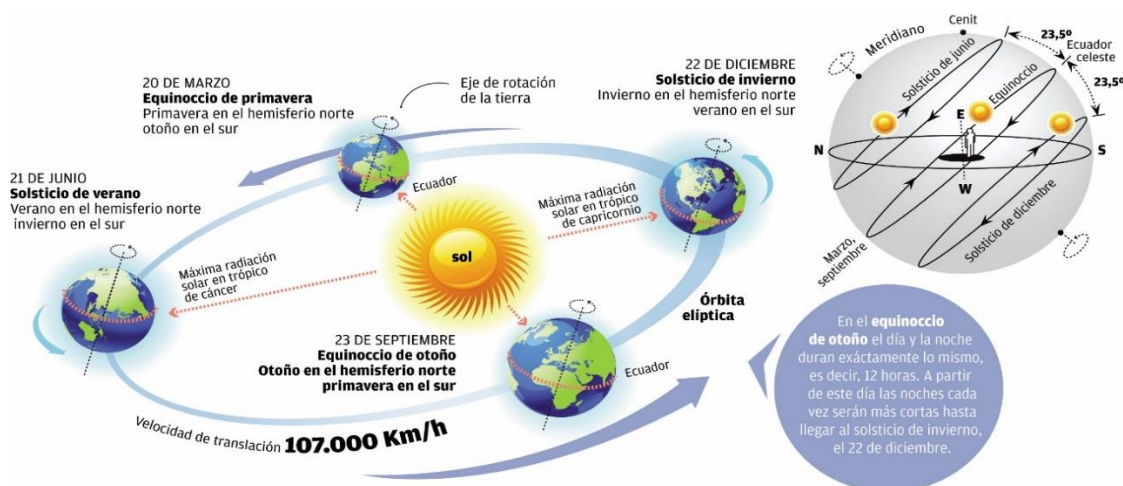 20 DE MARZO
Equinoccio de primavera
Primavera en el hemisferio norte
otoño en el sur
Eje de rotación
de la tierra
22 DE DICIEMBRE
Solsticio de invierno
Invierno en el hemisferio norte
verano en el sur
21 DE JUNIO
Solsticio de verano
Verano en el hemisferio norte
invierno en el sur
Ecuador
Máxima radiación
solar en trópico
de capricornio
sol
Máxima radiación
solar en trópico
de cáncer
Órbita
elíptica
23 DE SEPTIEMBRE
Equinoccio de otoño
Otoño en el hemisferio norte
primavera en el sur
Ecuador
Velocidad de translación 107.000 Km/h
Cenit
Meridiano
23,5º
Ecuador
celeste
23,5º
Solsticio de junio
Equinoccio
E
N
S
W
Marzo,
septiembre
Solsticio de diciembre
En el equinoccio
de otoño el día y la noche
duran exáctamente lo mismo,
es decir, 12 horas. A partir
de este día las noches cada
vez serán más cortas hasta
llegar al solsticio de invierno,
el 22 de diciembre.